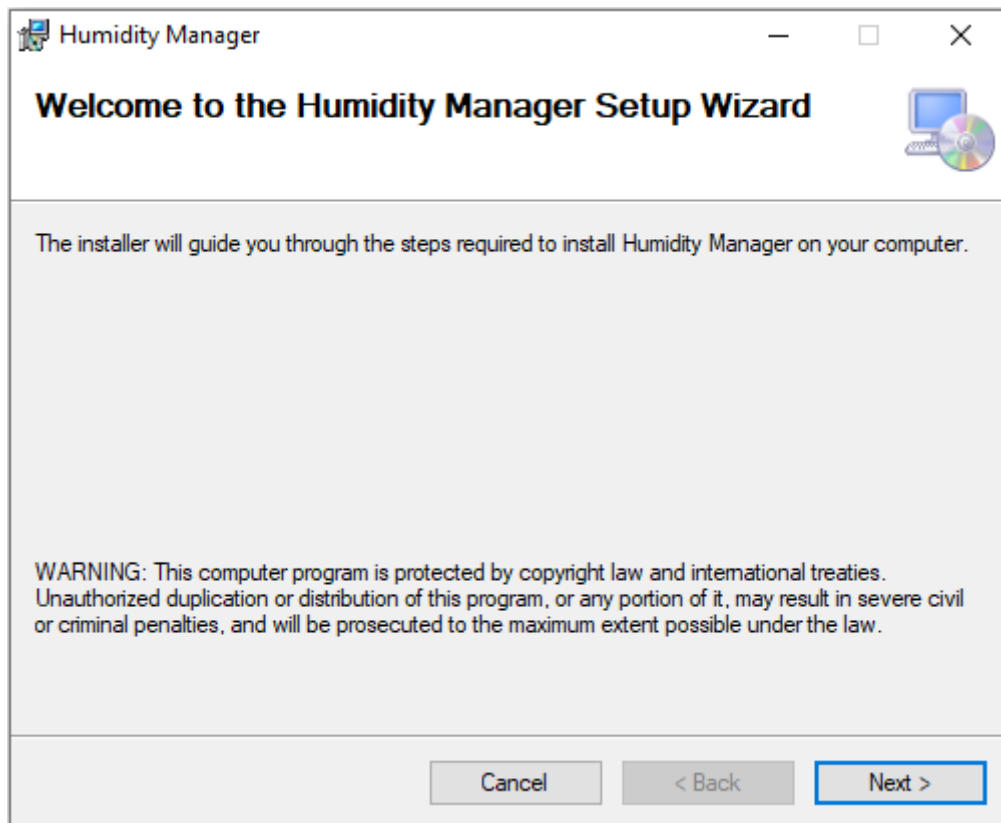 Humidity Manager
Welcome to the Humidity Manager Setup Wizard
The installer will guide you through the steps required to install Humidity Manager on your computer.
WARNING: This computer program is protected by copyright law and international treaties.
Unauthorized duplication or distribution of this program, or any portion of it, may result in severe civil
or criminal penalties, and will be prosecuted to the maximum extent possible under the law.
Cancel < Back Next >